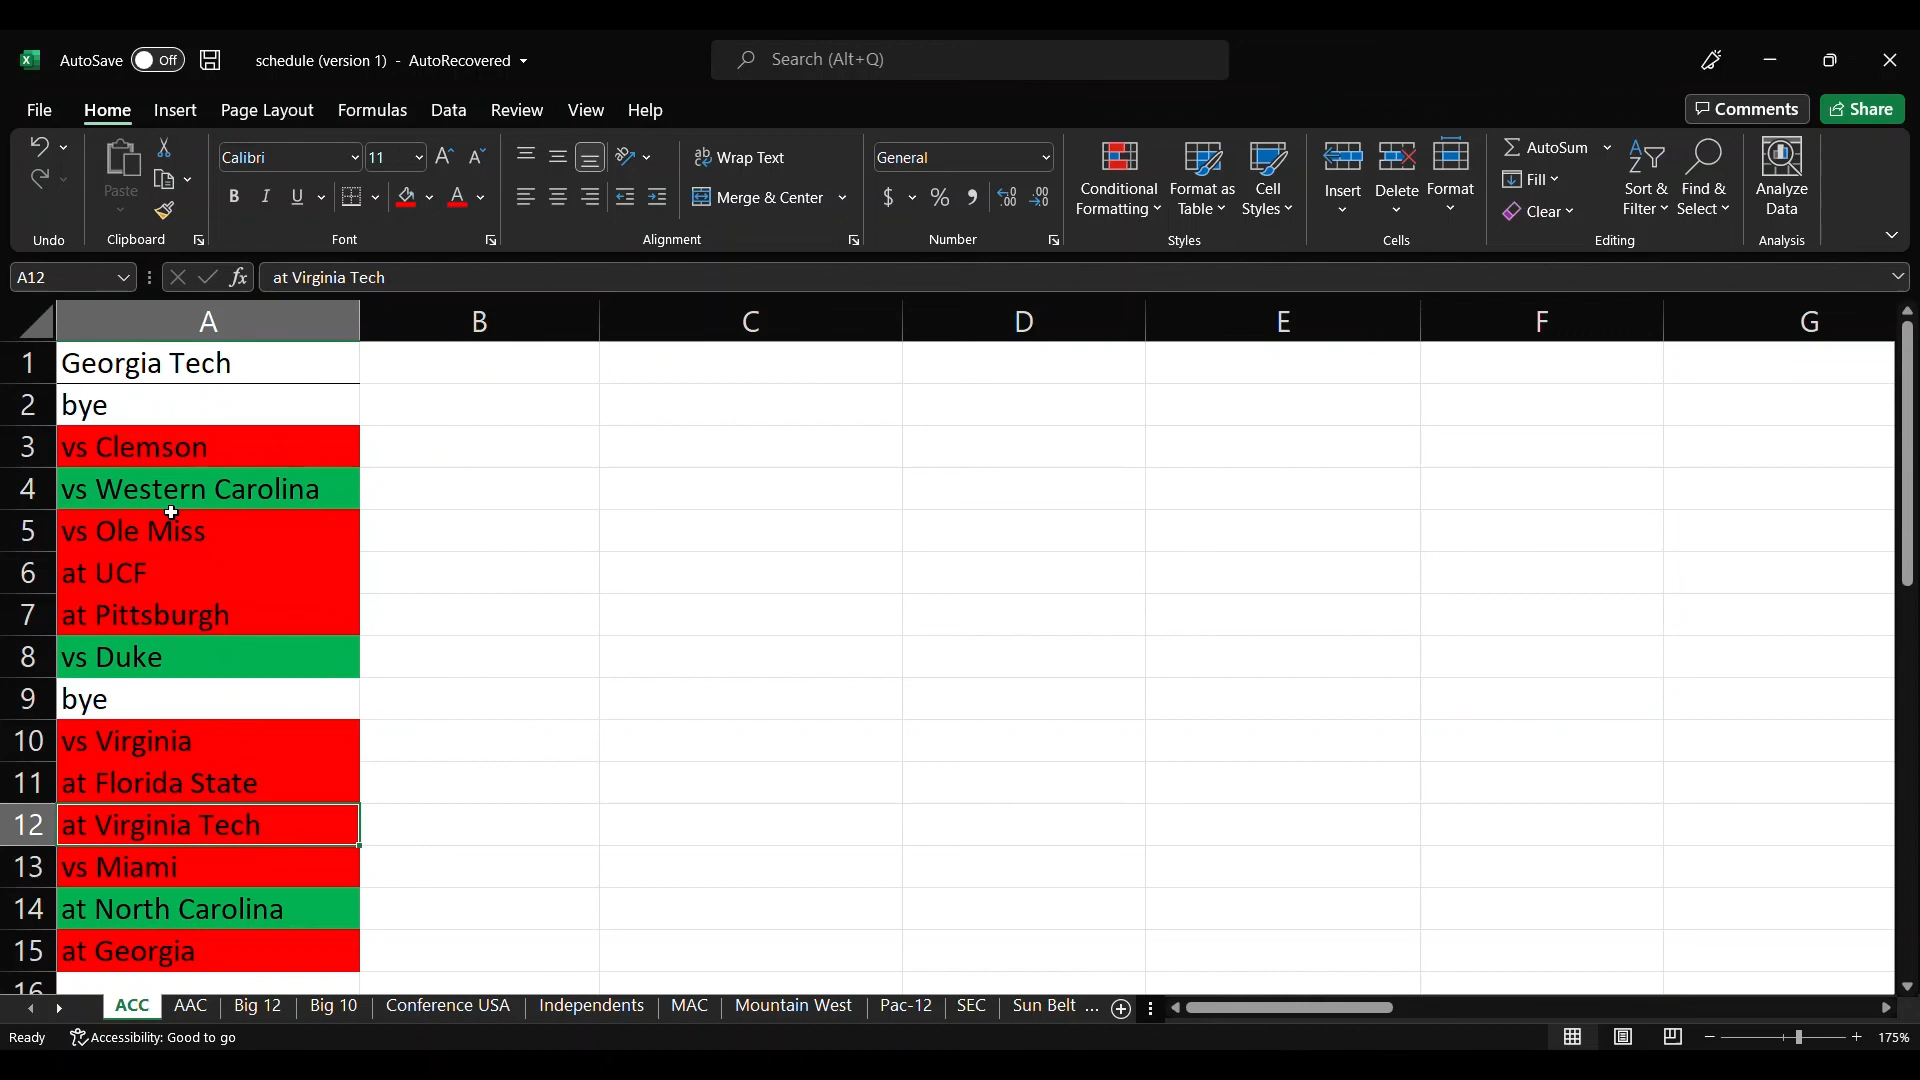 AutoSave Off schedule (version 1) - AutoRecovered Search (Alt+Q)
File Home Insert Page Layout Formulas Data Review View Help Comments Share
Calibri 11 Wrap Text General AutoSum
Paste Conditional Formatting Format as Table Cell Styles Insert Delete Format Fill Sort & Filter Find & Select Analyze Data
B I U Merge & Center $ % Clear
Undo Clipboard Font Alignment Number Styles Cells Editing Analysis
A12 fx at Virginia Tech
A B C D E F G
1 Georgia Tech
2 bye
3 vs Clemson
4 vs Western Carolina
5 vs Ole Miss
6 at UCF
7 at Pittsburgh
8 vs Duke
9 bye
10 vs Virginia
11 at Florida State
12 at Virginia Tech
13 vs Miami
14 at North Carolina
15 at Georgia
16
ACC AAC Big 12 Big 10 Conference USA Independents MAC Mountain West Pac-12 SEC Sun Belt ...
Ready Accessibility: Good to go 175%